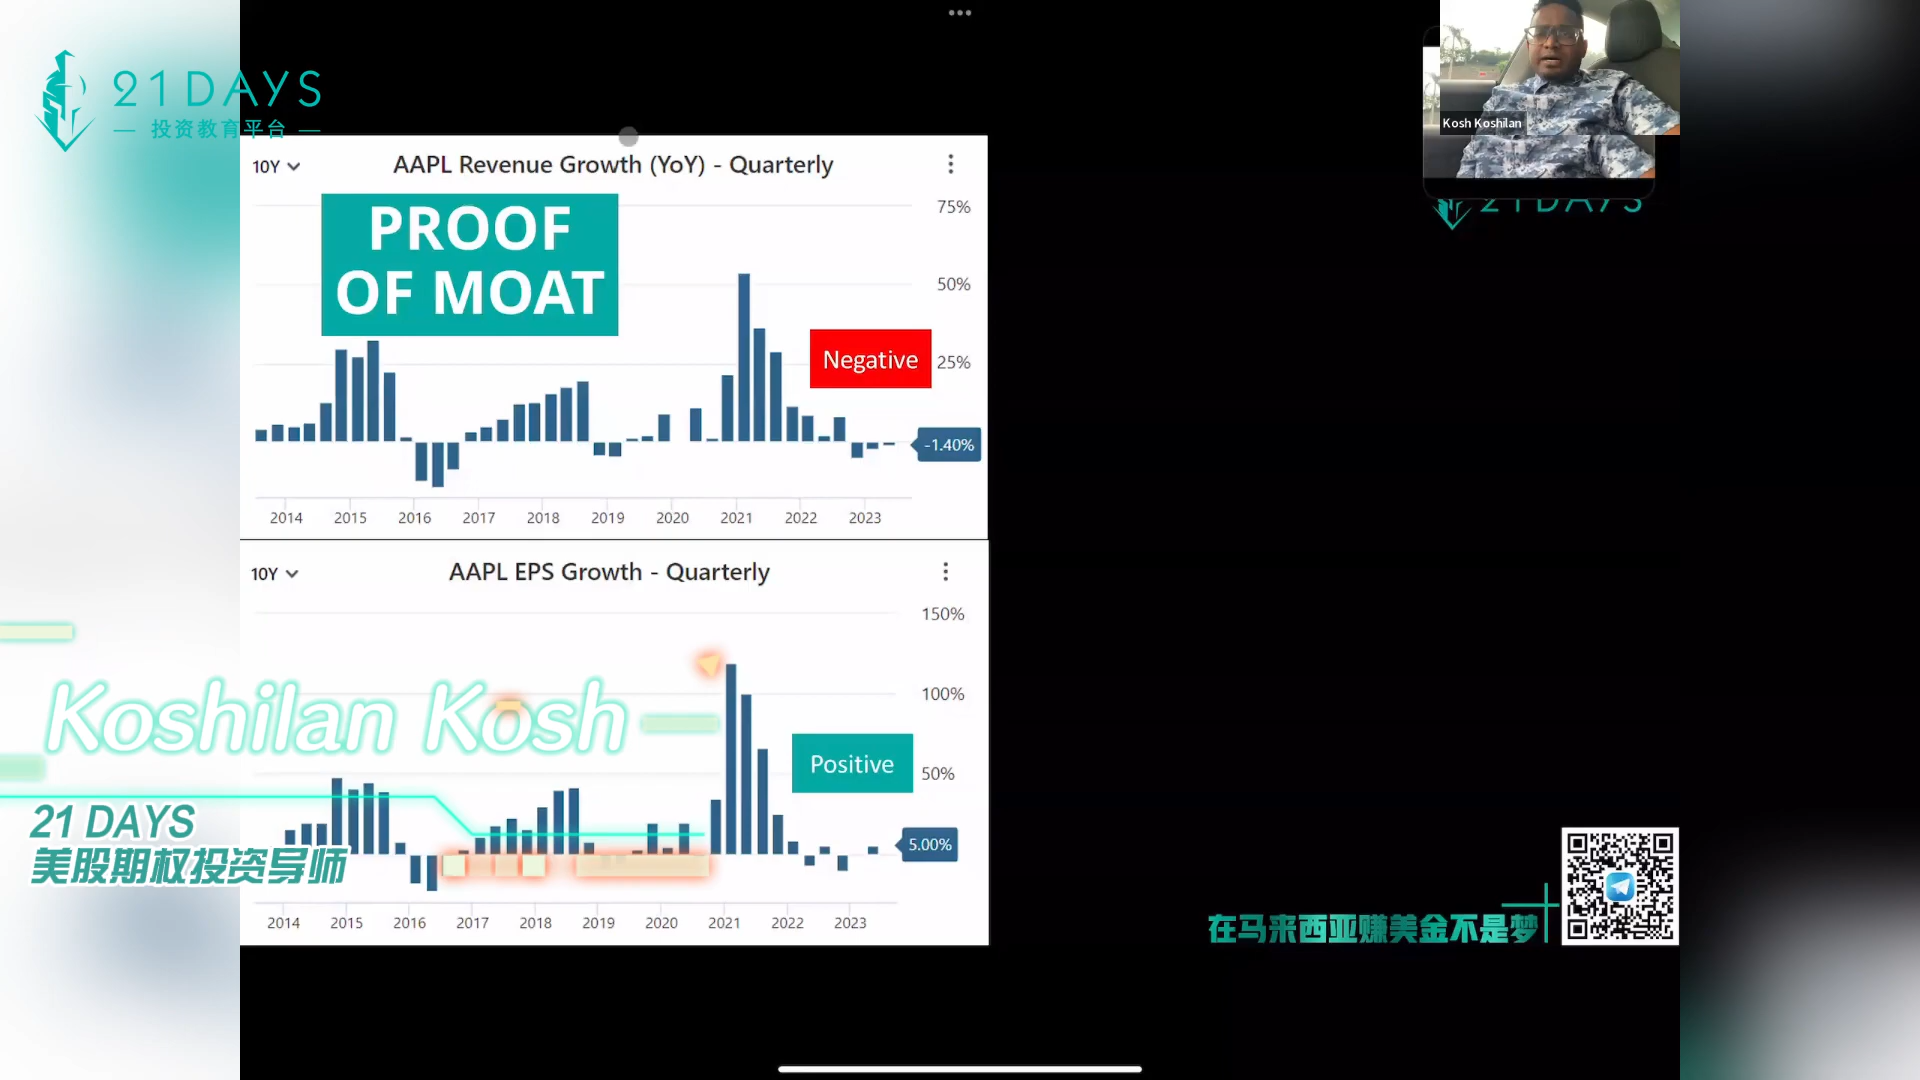 21DAYS
— 投资教育平台 —
Kosh Koshilan
21DAYS
10Y
AAPL Revenue Growth (YoY) - Quarterly
PROOF
OF MOAT
75%
50%
Negative
25%
-1.40%
2014 2015 2016 2017 2018 2019 2020 2021 2022 2023
10Y
AAPL EPS Growth - Quarterly
150%
100%
Positive
50%
5.00%
2014 2015 2016 2017 2018 2019 2020 2021 2022 2023
Koshilan Kosh
21 DAYS
美股期权投资导师
在马来西亚赚美金不是梦